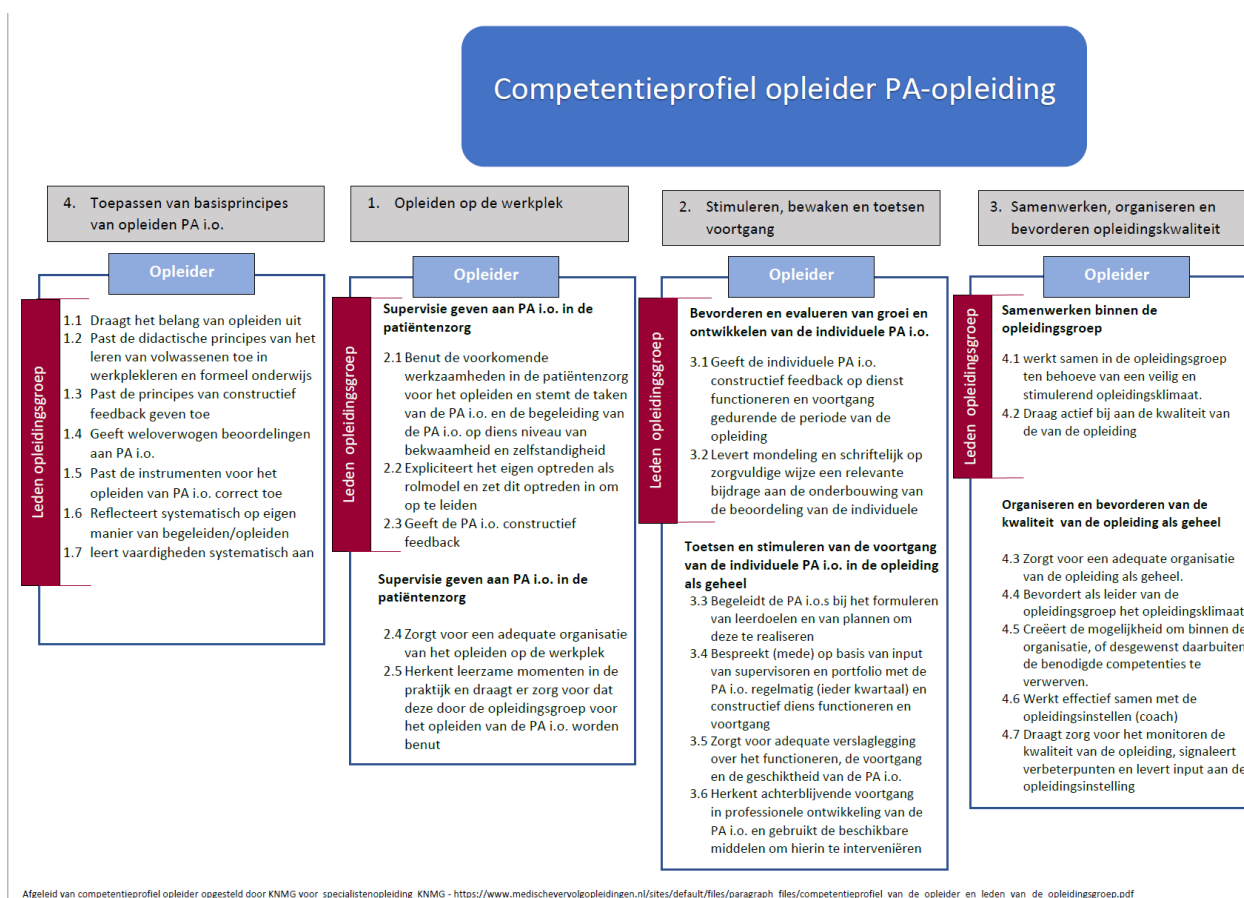 Competentieprofiel opleider PA-opleiding
4. Toepassen van basisprincipes
van opleiden PA i.o.
Opleider
Leden opleidingsgroep
1.1 Draagt het belang van opleiden uit
1.2 Past de didactische principes van het
leren van volwassenen toe in
werkplekleren en formeel onderwijs
1.3 Past de principes van constructief
feedback geven toe
1.4 Geeft weloverwogen beoordelingen
aan PA i.o.
1.5 Past de instrumenten voor het
opleiden van PA i.o. correct toe
1.6 Reflecteert systematisch op eigen
manier van begeleiden/opleiden
1.7 leert vaardigheden systematisch aan
1. Opleiden op de werkplek
Opleider
Leden opleidingsgroep
Supervisie geven aan PA i.o. in de
patiëntenzorg
2.1 Benut de voorkomende
werkzaamheden in de patiëntenzorg
voor het opleiden en stemt de taken
van de PA i.o. en de begeleiding van
de PA i.o. op diens niveau van
bekwaamheid en zelfstandigheid
2.2 Expliciteert het eigen optreden als
rolmodel en zet dit optreden in om
op te leiden
2.3 Geeft de PA i.o. constructief
feedback
Supervisie geven aan PA i.o. in de
patiëntenzorg
2.4 Zorgt voor een adequate organisatie
van het opleiden op de werkplek
2.5 Herkent leerzame momenten in de
praktijk en draagt er zorg voor dat
deze door de opleidingsgroep voor
het opleiden van de PA i.o. worden
benut
2. Stimuleren, bewaken en toetsen
voortgang
Opleider
Leden opleidingsgroep
Bevorderen en evalueren van groei en
ontwikkelen van de individuele PA i.o.
3.1 Geeft de individuele PA i.o.
constructief feedback op dienst
functioneren en voortgang
gedurende de periode van de
opleiding
3.2 Levert mondeling en schriftelijk op
zorgvuldige wijze een relevante
bijdrage aan de onderbouwing van
de beoordeling van de individuele
Toetsen en stimuleren van de voortgang
van de individuele PA i.o. in de opleiding
als geheel
3.3 Begeleidt de PA i.o.s bij het formuleren
van leerdoelen en van plannen om
deze te realiseren
3.4 Bespreekt (mede) op basis van input
van supervisoren en portfolio met de
PA i.o. regelmatig (ieder kwartaal) en
constructief diens functioneren en
voortgang
3.5 Zorgt voor adequate verslaglegging
over het functioneren, de voortgang
en de geschiktheid van de PA i.o.
3.6 Herkent achterblijvende voortgang
in professionele ontwikkeling van de
PA i.o. en gebruikt de beschikbare
middelen om hierin te interveniëren
3. Samenwerken, organiseren en
bevorderen opleidingskwaliteit
Opleider
Leden opleidingsgroep
Samenwerken binnen de
opleidingsgroep
4.1 werkt samen in de opleidingsgroep
ten behoeve van een veilig en
stimulerend opleidingsklimaat.
4.2 Draag actief bij aan de kwaliteit van
de van de opleiding
Organiseren en bevorderen van de
kwaliteit van de opleiding als geheel
4.3 Zorgt voor een adequate organisatie
van de opleiding als geheel.
4.4 Bevordert als leider van de
opleidingsgroep het opleidingsklimaat
4.5 Creëert de mogelijkheid om binnen de
organisatie, of desgewenst daarbuiten
de benodigde competenties te
verwerven.
4.6 Werkt effectief samen met de
opleidingsinstellen (coach)
4.7 Draagt zorg voor het monitoren de
kwaliteit van de opleiding, signaleert
verbeterpunten en levert input aan de
opleidingsinstelling
Afgeleid van competentieprofiel opleider opgesteld door KNMG voor specialistenopleiding KNMG - https://www.medischevervolgopleidingen.nl/sites/default/files/paragraph_files/competentieprofiel_van_de_opleider_en_leden_van_de_opleidingsgroep.pdf